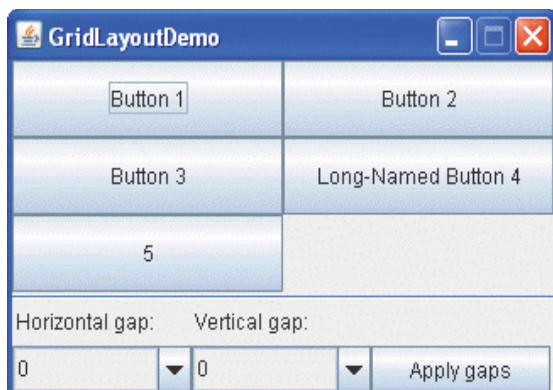 GridLayoutDemo
Button 1
Button 2
Button 3
Long-Named Button 4
5
Horizontal gap:
Vertical gap:
0
0
Apply gaps